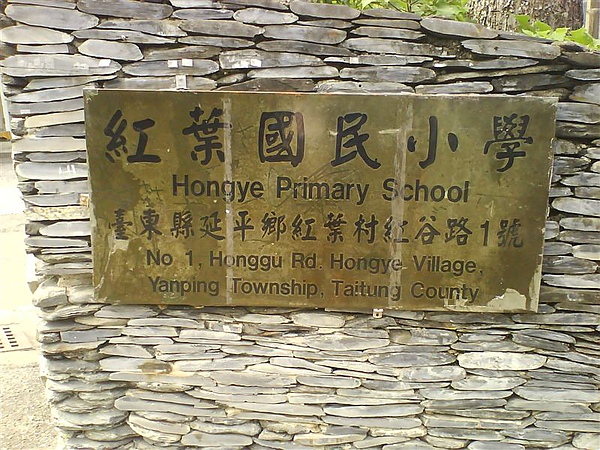 紅葉國民小學
Hongye Primary School
臺東縣延平鄉紅葉村紅谷路1號
No 1, Honggu Rd. Hongye Village,
Yanping Township, Taitung County